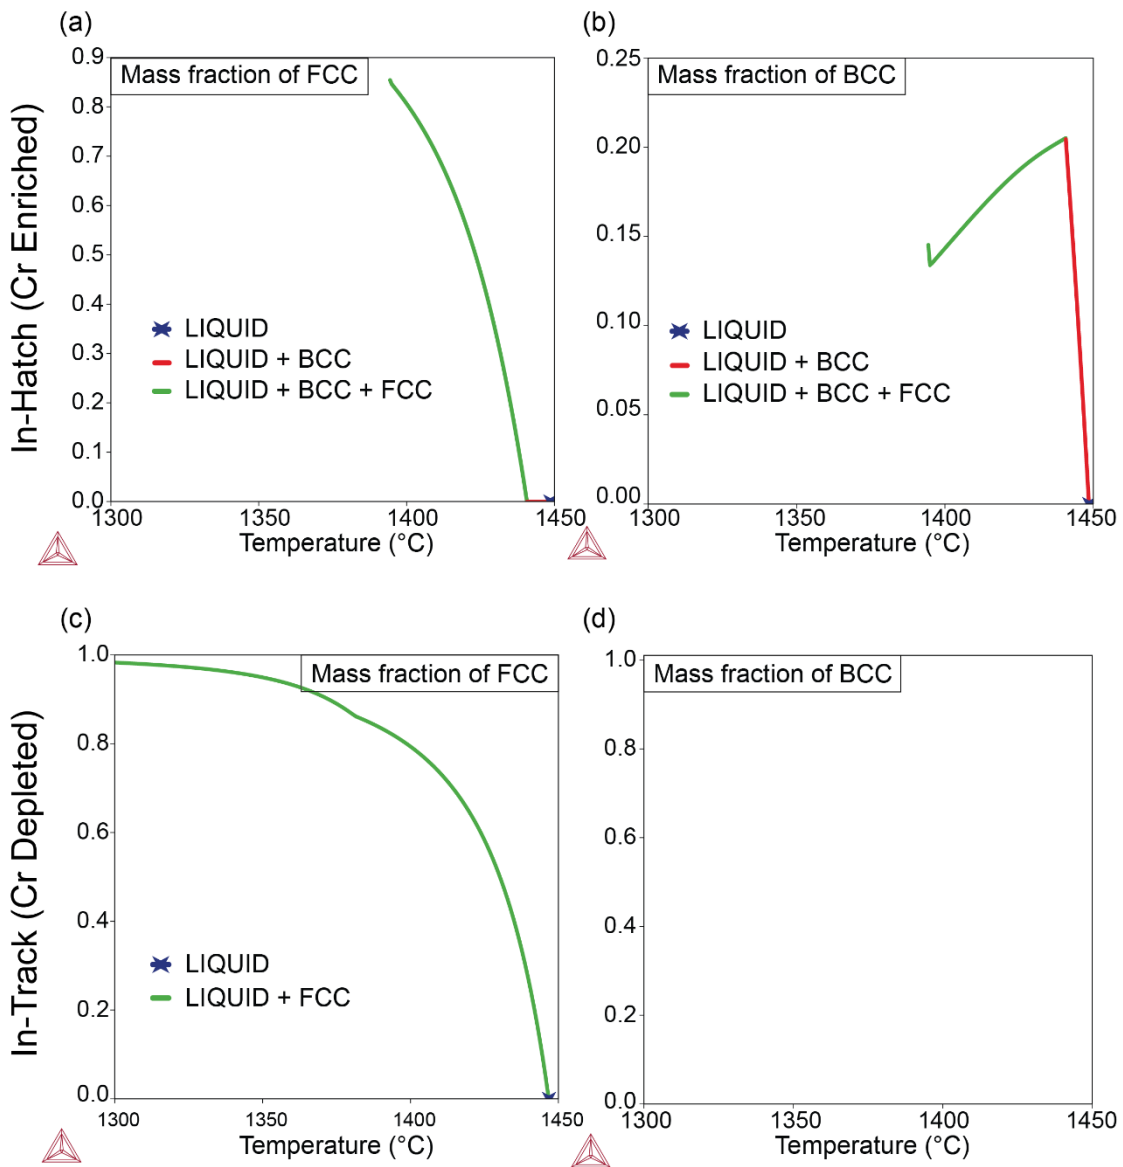 (a)
(b)
In-Hatch (Cr Enriched)
0.9
0.8
0.7
0.6
0.5
0.4
0.3
0.2
0.1
0.0
Mass fraction of FCC
LIQUID
LIQUID + BCC
LIQUID + BCC + FCC
1300
1350
1400
1450
Temperature (°C)
0.25
0.20
0.15
0.10
0.05
0.00
Mass fraction of BCC
LIQUID
LIQUID + BCC
LIQUID + BCC + FCC
1300
1350
1400
1450
Temperature (°C)
(c)
(d)
In-Track (Cr Depleted)
1.0
0.8
0.6
0.4
0.2
0.0
Mass fraction of FCC
LIQUID
LIQUID + FCC
1300
1350
1400
1450
Temperature (°C)
1.0
0.8
0.6
0.4
0.2
0.0
Mass fraction of BCC
1300
1350
1400
1450
Temperature (°C)